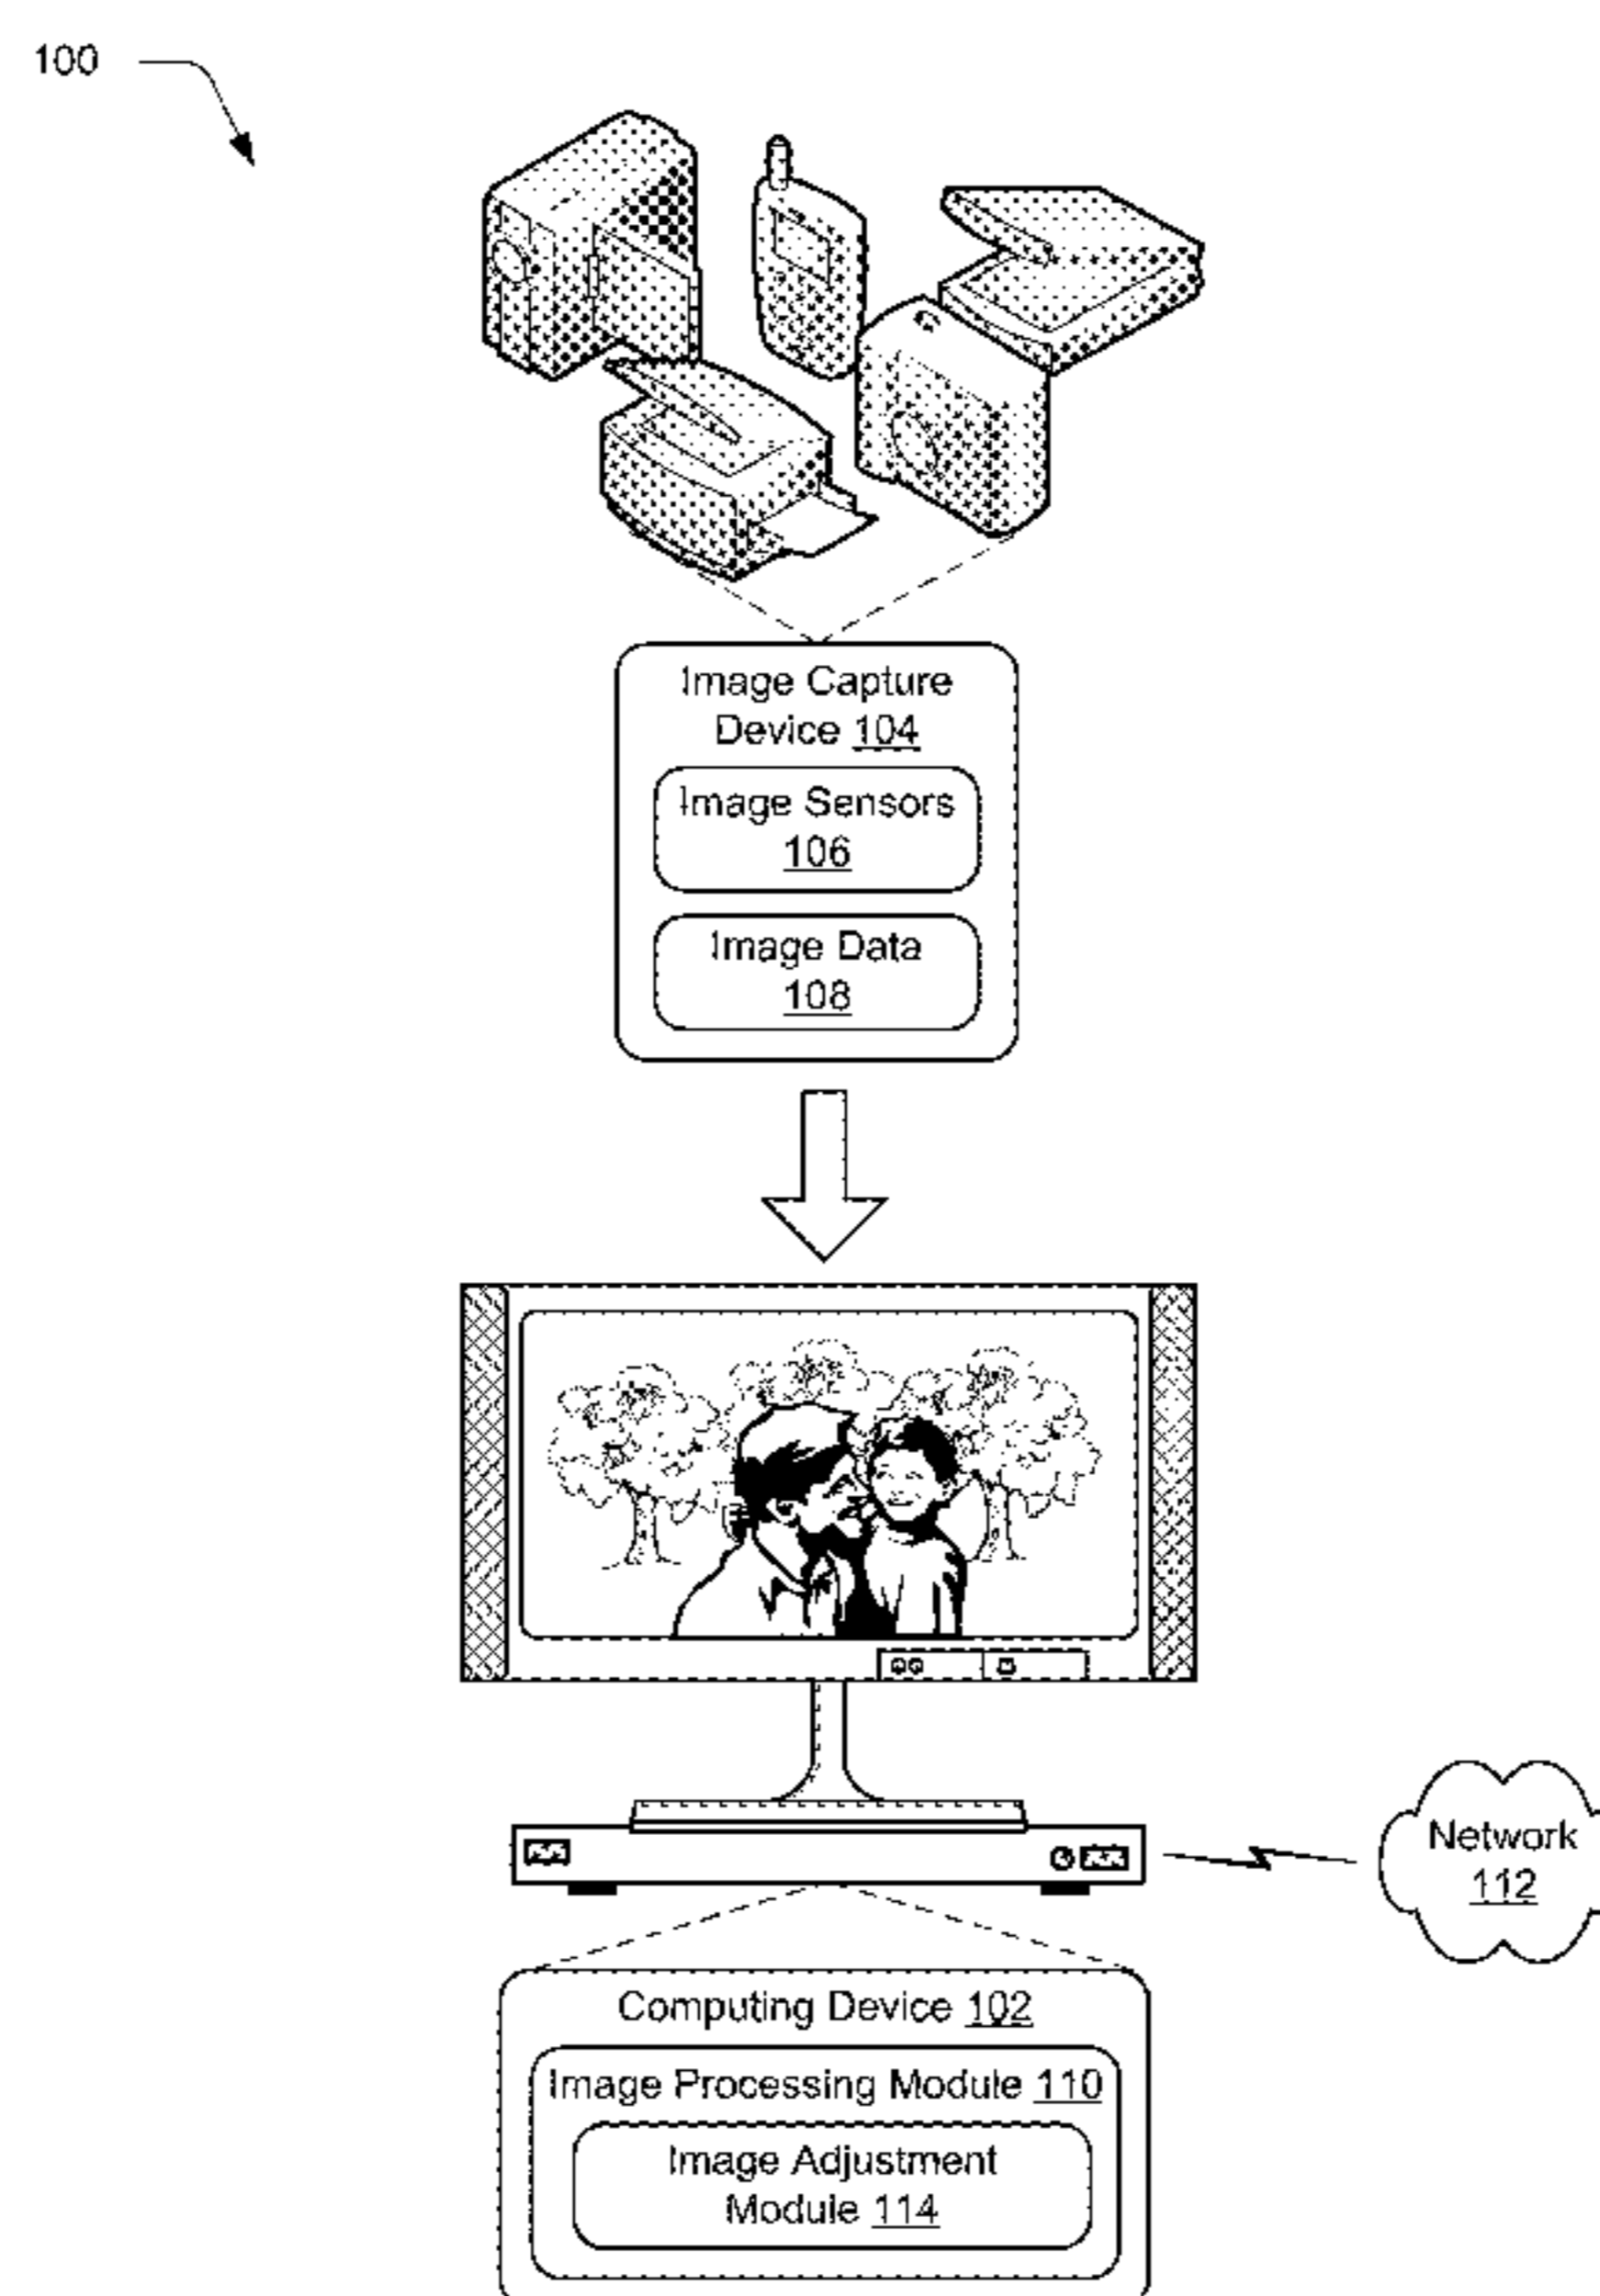 100
Image Capture
Device 104
Image Sensors
106
Image Data
108
Network
112
Computing Device 102
Image Processing Module 110
Image Adjustment
Module 114